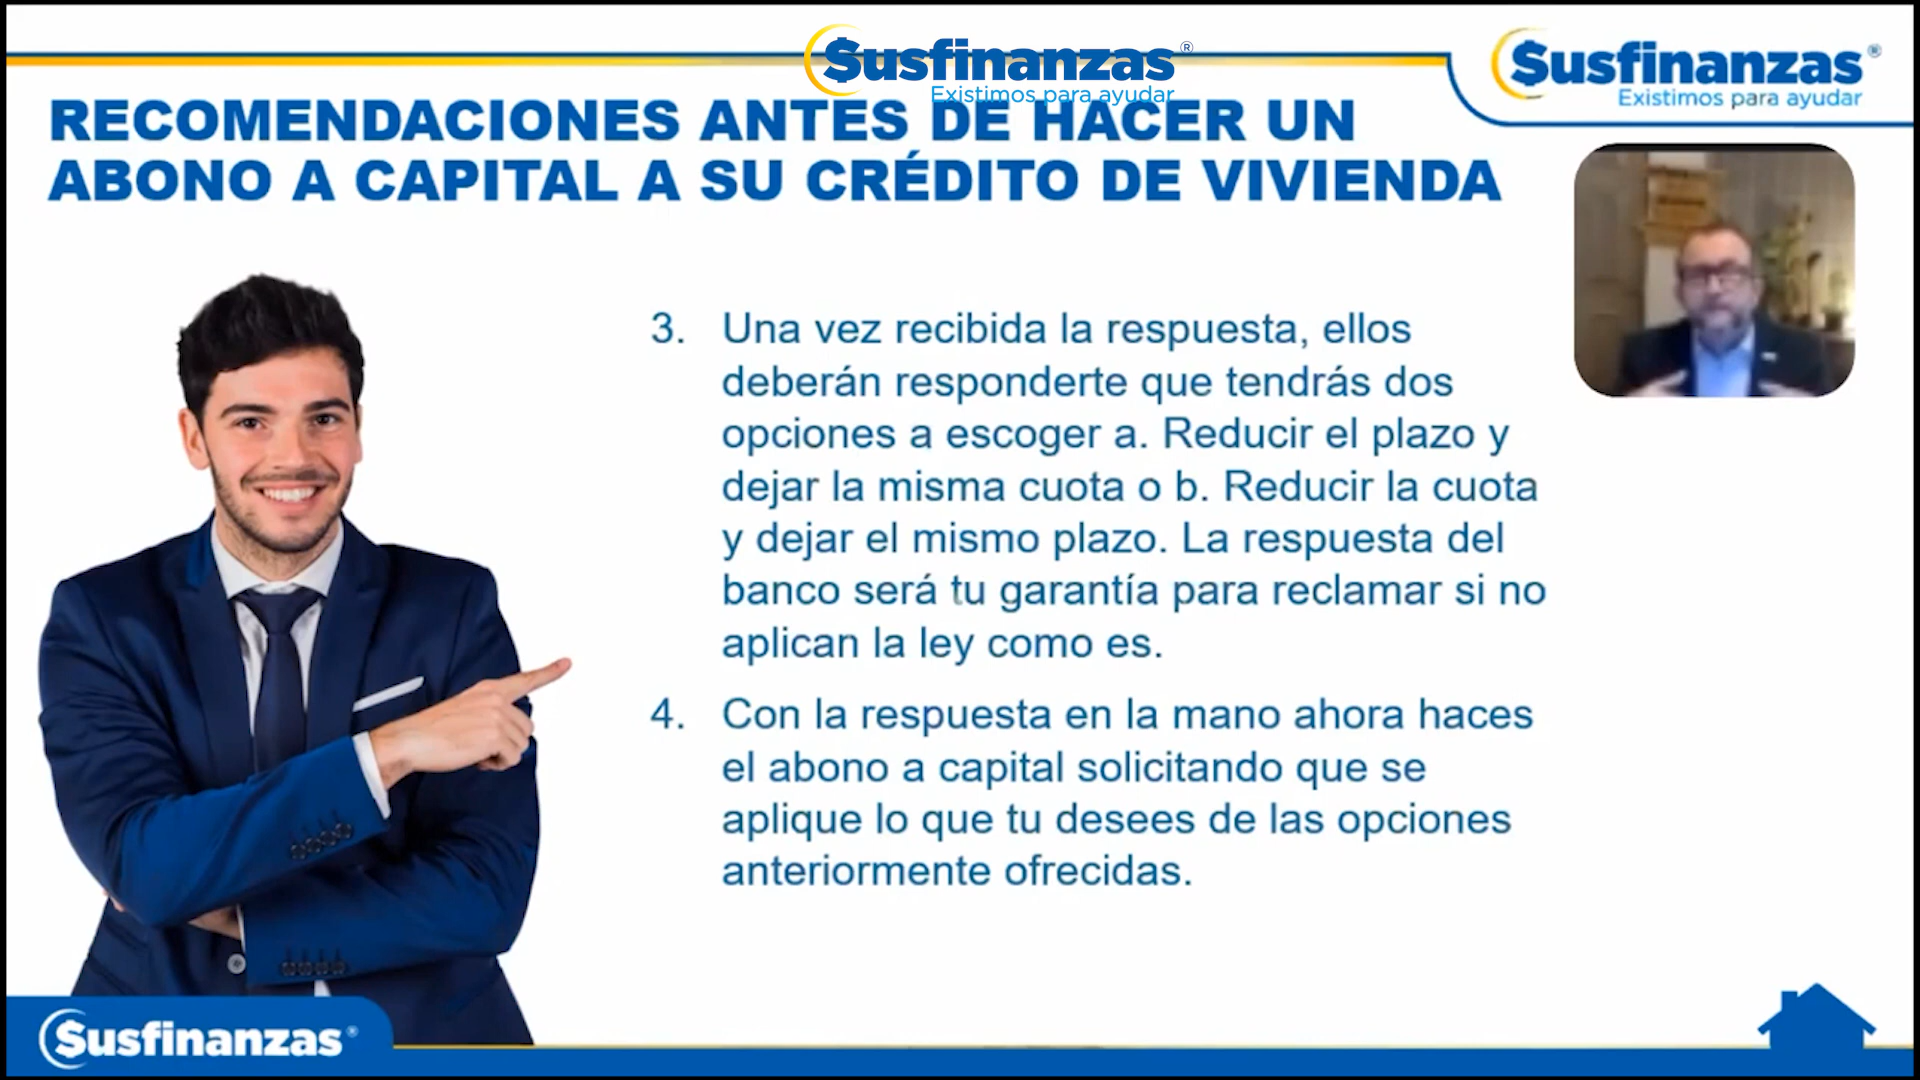 Susfinanzas®
Existimos para ayudar
Susfinanzas®
Existimos para ayudar
RECOMENDACIONES ANTES DE HACER UN
ABONO A CAPITAL A SU CRÉDITO DE VIVIENDA
3. Una vez recibida la respuesta, ellos
deberán responderte que tendrás dos
opciones a escoger a. Reducir el plazo y
dejar la misma cuota o b. Reducir la cuota
y dejar el mismo plazo. La respuesta del
banco será tu garantía para reclamar si no
aplican la ley como es.
4. Con la respuesta en la mano ahora haces
el abono a capital solicitando que se
aplique lo que tu desees de las opciones
anteriormente ofrecidas.
Susfinanzas®